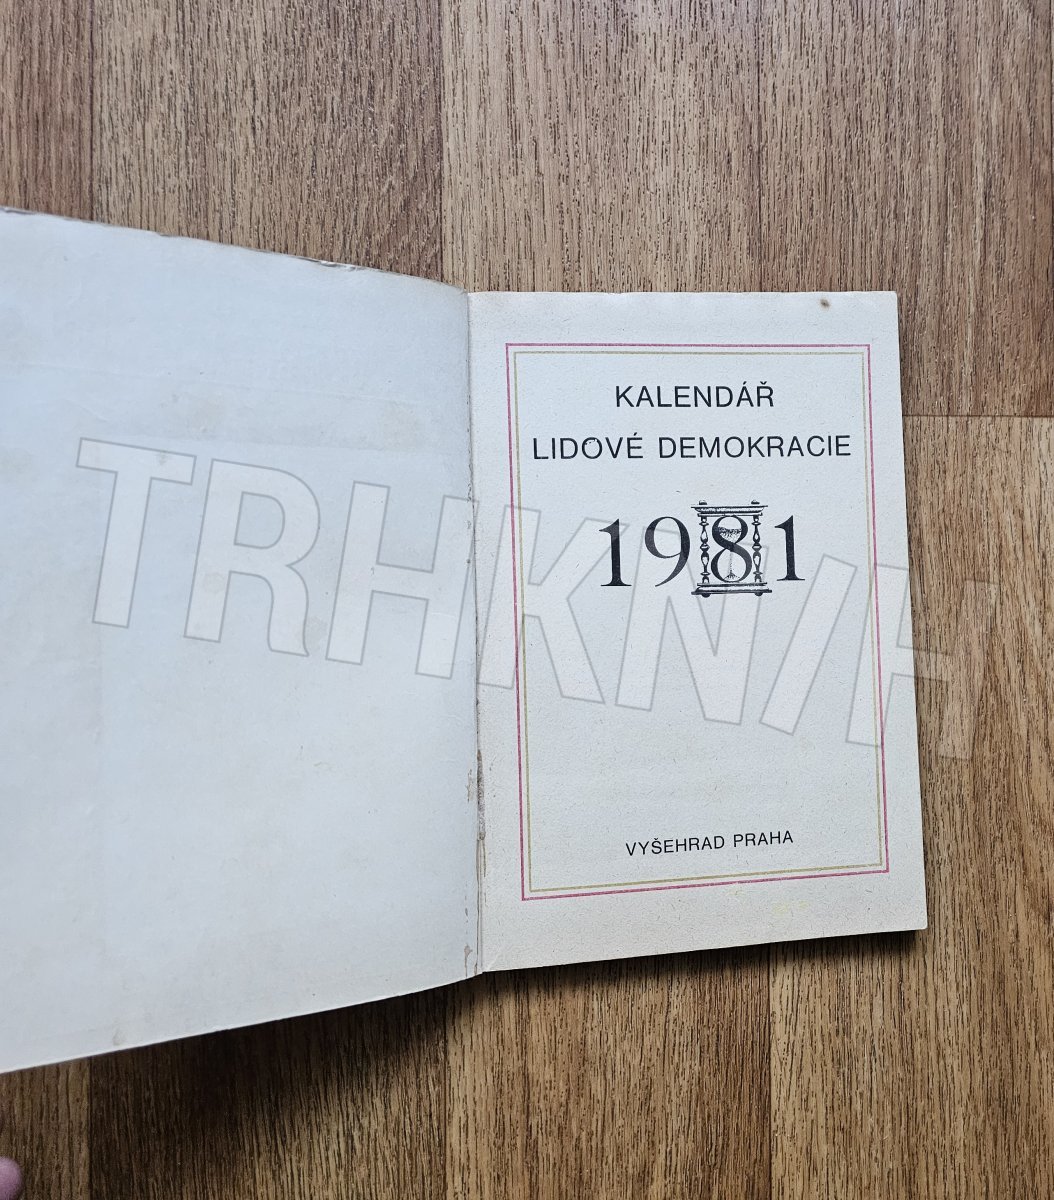 KALENDÁŘ
LIDOVÉ DEMOKRACIE
1981
VYŠEHRAD PRAHA
TRHKNIH